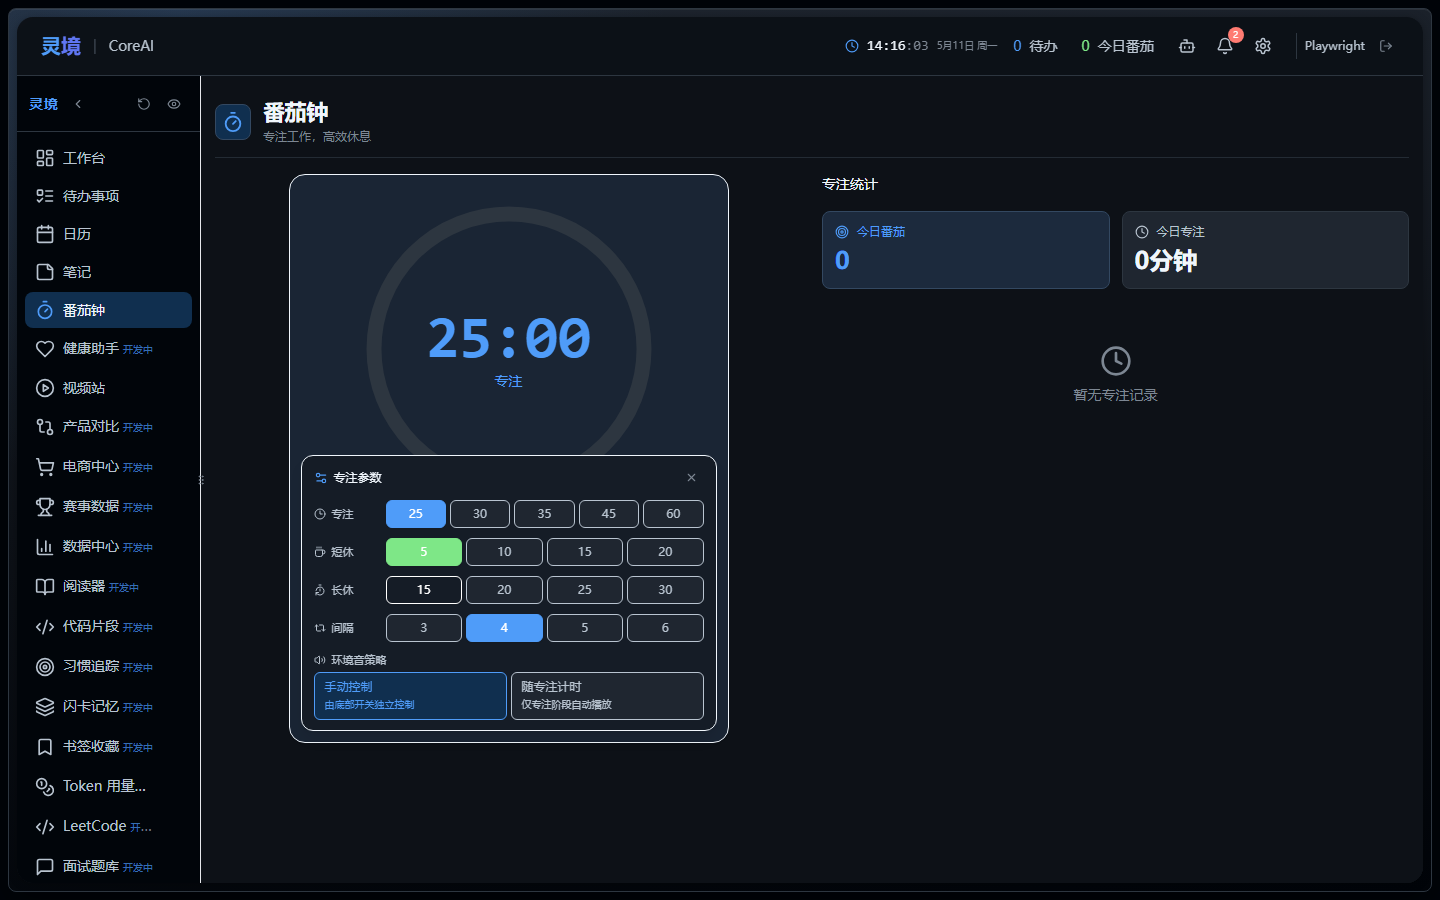 灵境 | CoreAI
14:16:03 5月11日 周一 0 待办 0 今日番茄 2 Playwright
灵境
工作台
待办事项
日历
笔记
番茄钟
健康助手 开发中
视频站
产品对比 开发中
电商中心 开发中
赛事数据 开发中
数据中心 开发中
阅读器 开发中
代码片段 开发中
习惯追踪 开发中
闪卡记忆 开发中
书签收藏 开发中
Token 用量...
LeetCode 开...
面试题库 开发中
番茄钟
专注工作，高效休息
25:00
专注
专注参数
专注 25 30 35 45 60
短休 5 10 15 20
长休 15 20 25 30
间隔 3 4 5 6
环境音策略
手动控制
由底部开关独立控制
随专注计时
仅专注阶段自动播放
专注统计
今日番茄
0
今日专注
0分钟
暂无专注记录